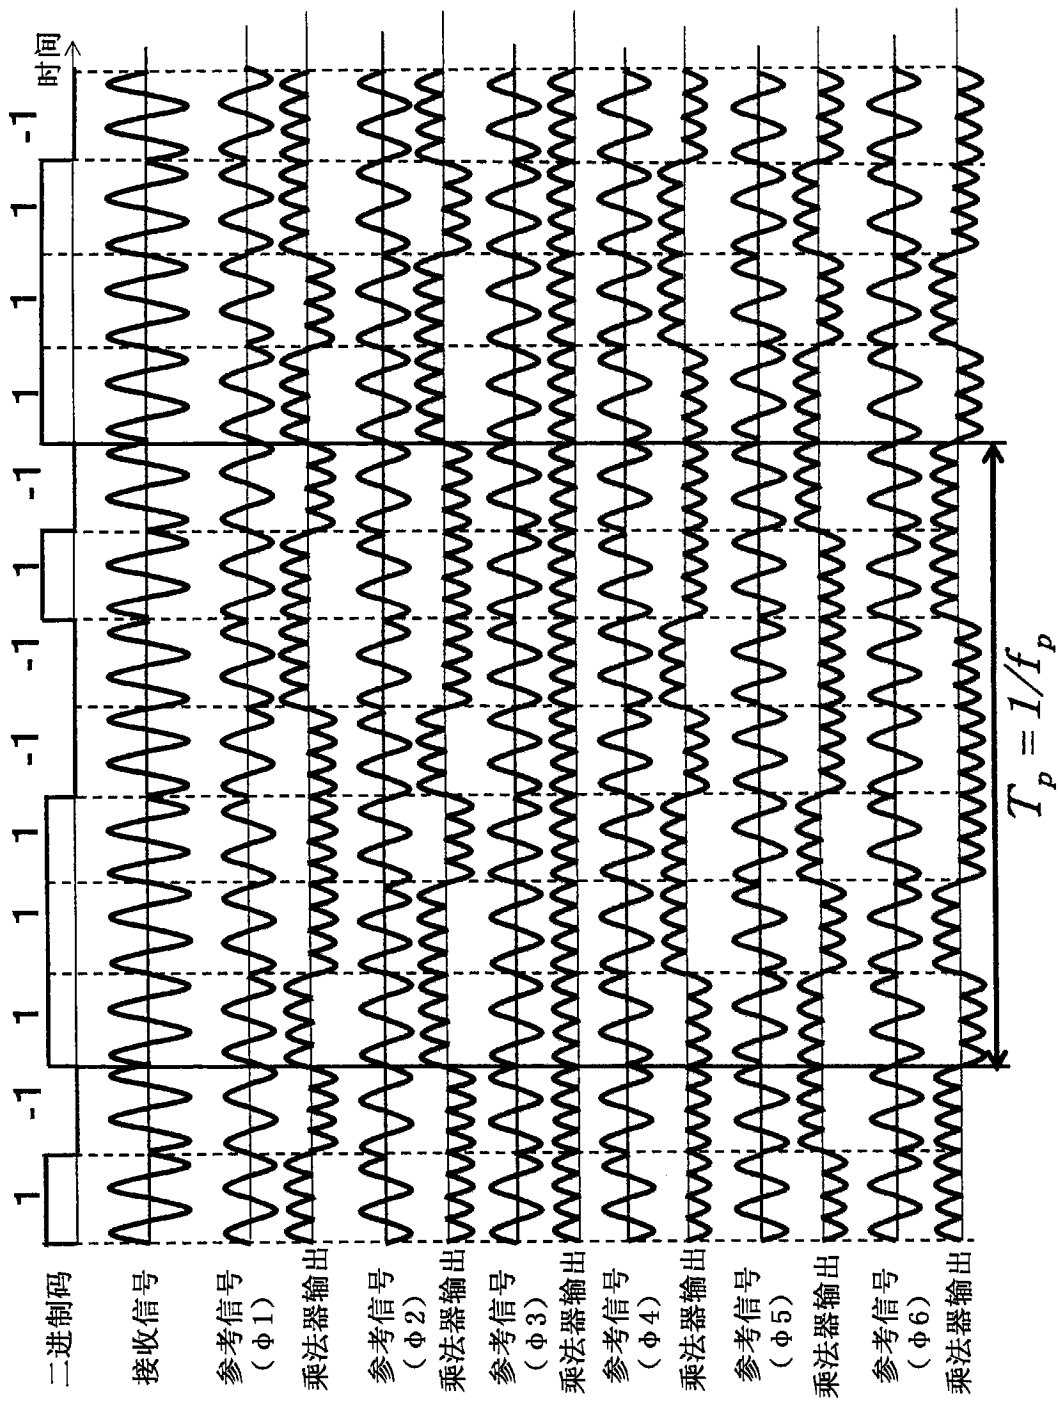 二进制码 1 -1 1 1 1 -1 -1 1 -1 1 1 1 -1
时间
接收信号
参考信号
(φ1)
乘法器输出
参考信号
(φ2)
乘法器输出
参考信号
(φ3)
乘法器输出
参考信号
(φ4)
乘法器输出
参考信号
(φ5)
乘法器输出
参考信号
(φ6)
乘法器输出
Tp = 1/fp